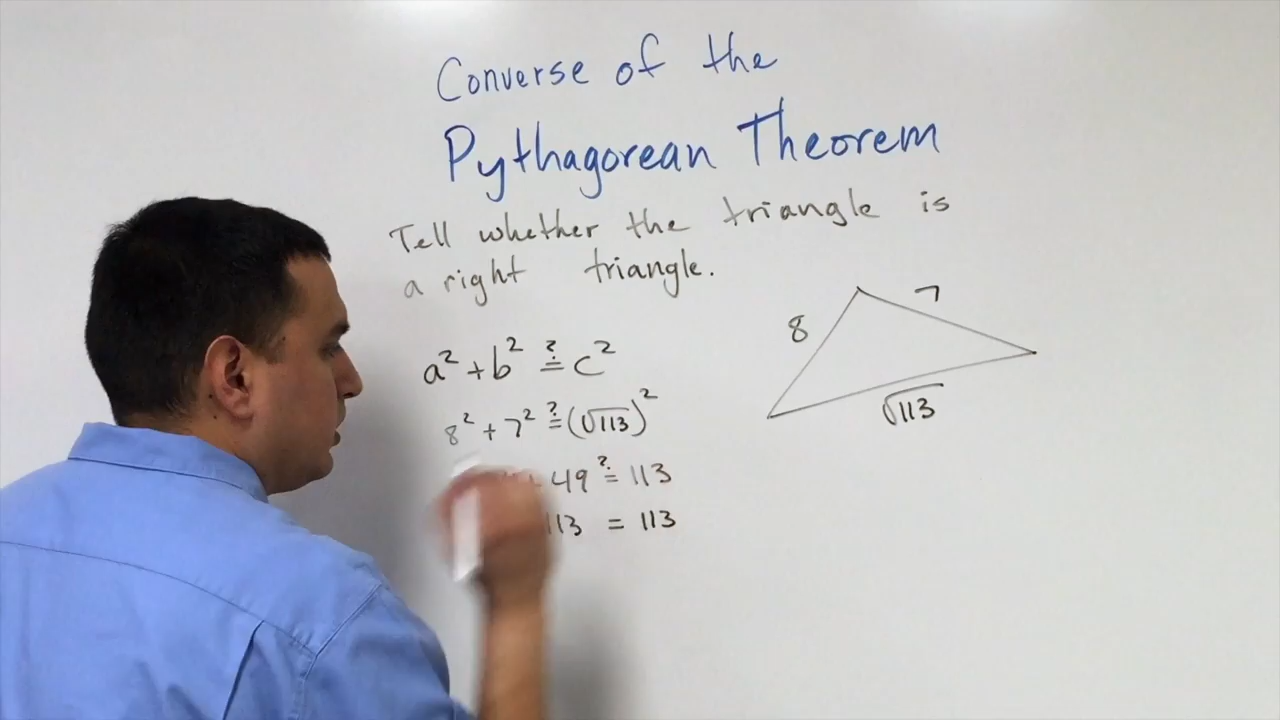 Converse of the
Pythagorean Theorem
Tell whether the triangle is
a right triangle.
a² + b² ≟ c²
8² + 7² ≟ (√113)²
+ 49 ≟ 113
113 = 113
8
7
√113